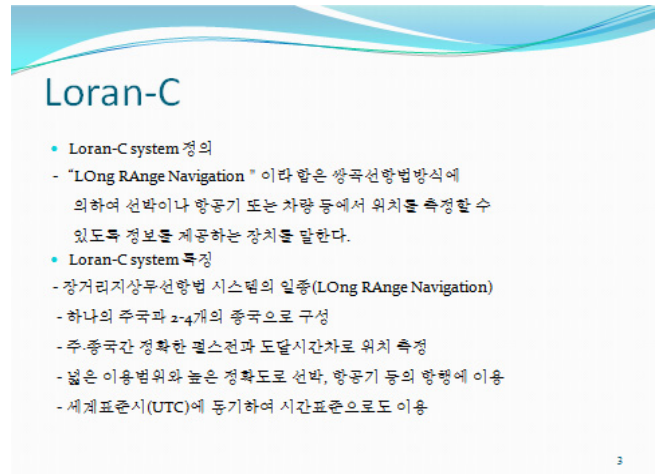 Loran-C
• Loran-C system 정의
- “LOng RAnge Navigation ” 이라 함은 쌍곡선항법방식에
의하여 선박이나 항공기 또는 차량 등에서 위치를 측정할 수
있도록 정보를 제공하는 장치를 말한다.
• Loran-C system 특징
- 장거리지상무선항법 시스템의 일종(LOng RAnge Navigation)
- 하나의 주국과 2-4개의 종국으로 구성
- 주·종국간 정확한 펄스전과 도달시간차로 위치 측정
- 넓은 이용범위와 높은 정확도로 선박, 항공기 등의 항행에 이용
- 세계표준시(UTC)에 동기하여 시간표준으로도 이용
3